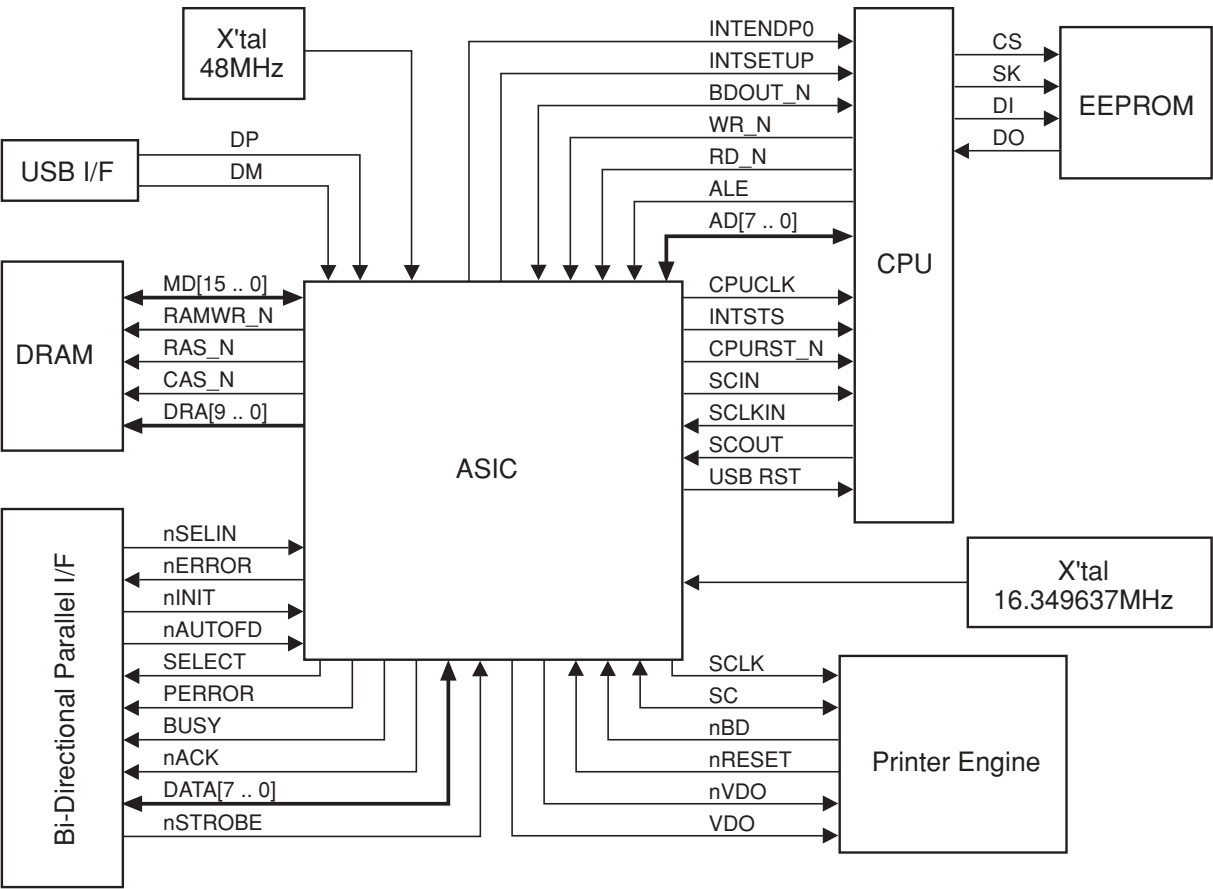 X'tal
48MHz
USB I/F
DP
DM
INTENDP0
INTSETUP
BDOUT_N
WR_N
RD_N
ALE
AD[7 .. 0]
CPU
CS
SK
DI
DO
EEPROM
DRAM
MD[15 .. 0]
RAMWR_N
RAS_N
CAS_N
DRA[9 .. 0]
ASIC
CPUCLK
INTSTS
CPURST_N
SCIN
SCLKIN
SCOUT
USB RST
X'tal
16.349637MHz
Bi-Directional Parallel I/F
nSELIN
nERROR
nINIT
nAUTOFD
SELECT
PERROR
BUSY
nACK
DATA[7 .. 0]
nSTROBE
SCLK
SC
nBD
nRESET
nVDO
VDO
Printer Engine